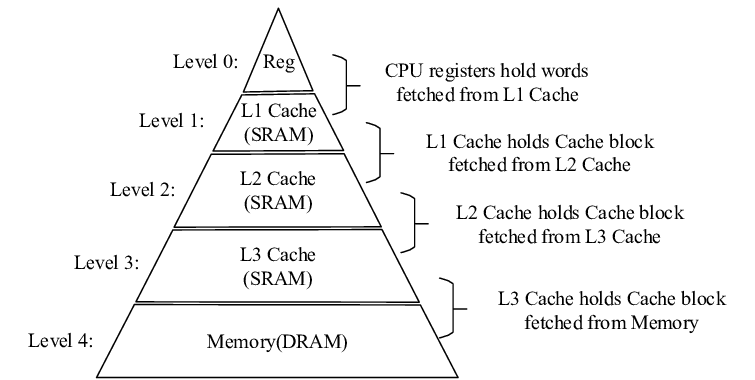 Level 0:
Reg
CPU registers hold words
fetched from L1 Cache
Level 1:
L1 Cache
(SRAM)
L1 Cache holds Cache block
fetched from L2 Cache
Level 2:
L2 Cache
(SRAM)
L2 Cache holds Cache block
fetched from L3 Cache
Level 3:
L3 Cache
(SRAM)
L3 Cache holds Cache block
fetched from Memory
Level 4:
Memory(DRAM)